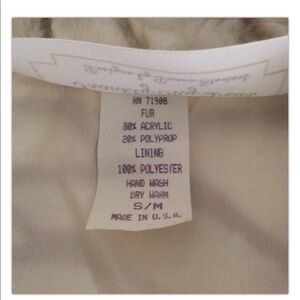 RN 71900
FUR
80% ACRYLIC
20% POLYPROP
LINING
100% POLYESTER
HAND WASH
DRY WARM
S/M
MADE IN U.S.A.